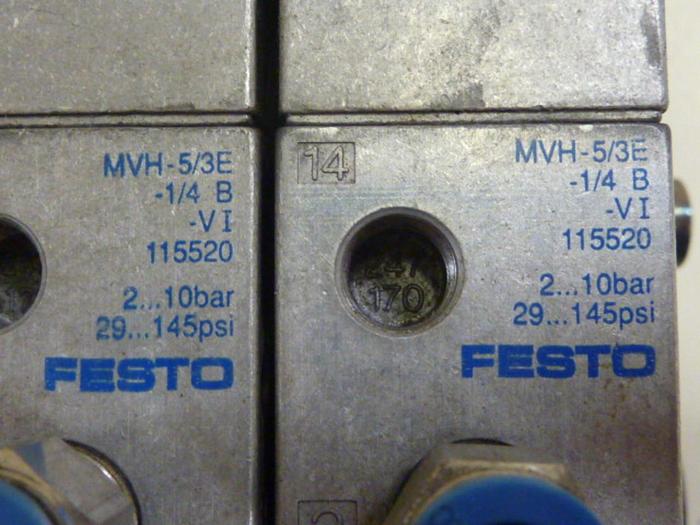 MVH-5/3E
-1/4 B
-VI
115520
2...10bar
29...145psi
FESTO
14
MVH-5/3E
-1/4 B
-VI
115520
170
2...10bar
29...145psi
FESTO